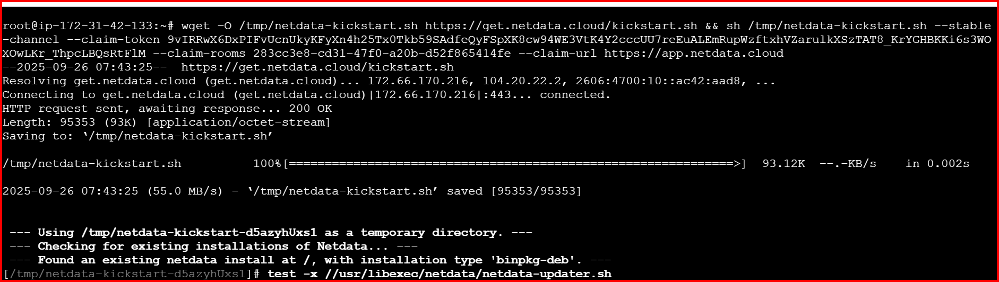 root@ip-172-31-42-133:~# wget -O /tmp/netdata-kickstart.sh https://get.netdata.cloud/kickstart.sh && sh /tmp/netdata-kickstart.sh --stable
-channel --claim-token 9vIRRwX6DxPIFvUcnUkyKFyXn4h25Tx0Tkb59SAdfeQyFSpXK8cw94WE3VtK4Y2cccUU7reEuALEmRupWzftxhVZarulkXSzTAT8_KrYGHBKKi6s3WO
XOwLKr_ThpcLBQsRtFlM --claim-rooms 283cc3e8-cd31-47f0-a20b-d52f865414fe --claim-url https://app.netdata.cloud
--2025-09-26 07:43:25--  https://get.netdata.cloud/kickstart.sh
Resolving get.netdata.cloud (get.netdata.cloud)... 172.66.170.216, 104.20.22.2, 2606:4700:10::ac42:aad8, ...
Connecting to get.netdata.cloud (get.netdata.cloud)|172.66.170.216|:443... connected.
HTTP request sent, awaiting response... 200 OK
Length: 95353 (93K) [application/octet-stream]
Saving to: ‘/tmp/netdata-kickstart.sh’
/tmp/netdata-kickstart.sh          100%[==============================================================>]  93.12K  --.-KB/s    in 0.002s
2025-09-26 07:43:25 (55.0 MB/s) - ‘/tmp/netdata-kickstart.sh’ saved [95353/95353]
--- Using /tmp/netdata-kickstart-d5azyhUxs1 as a temporary directory. ---
--- Checking for existing installations of Netdata... ---
--- Found an existing netdata install at /, with installation type 'binpkg-deb'. ---
[/tmp/netdata-kickstart-d5azyhUxs1]# test -x //usr/libexec/netdata/netdata-updater.sh